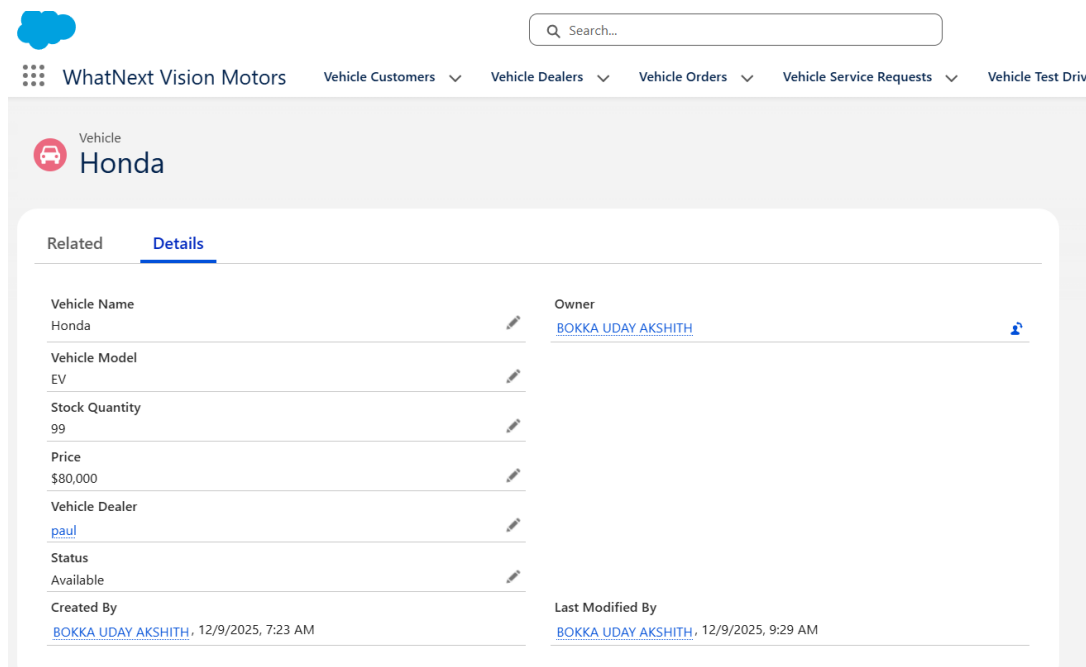 Search...
WhatNext Vision Motors Vehicle Customers Vehicle Dealers Vehicle Orders Vehicle Service Requests Vehicle Test Driv
Vehicle
Honda
Related Details
Vehicle Name
Honda
Owner
BOKKA UDAY AKSHITH
Vehicle Model
EV
Stock Quantity
99
Price
$80,000
Vehicle Dealer
paul
Status
Available
Created By
BOKKA UDAY AKSHITH, 12/9/2025, 7:23 AM
Last Modified By
BOKKA UDAY AKSHITH, 12/9/2025, 9:29 AM